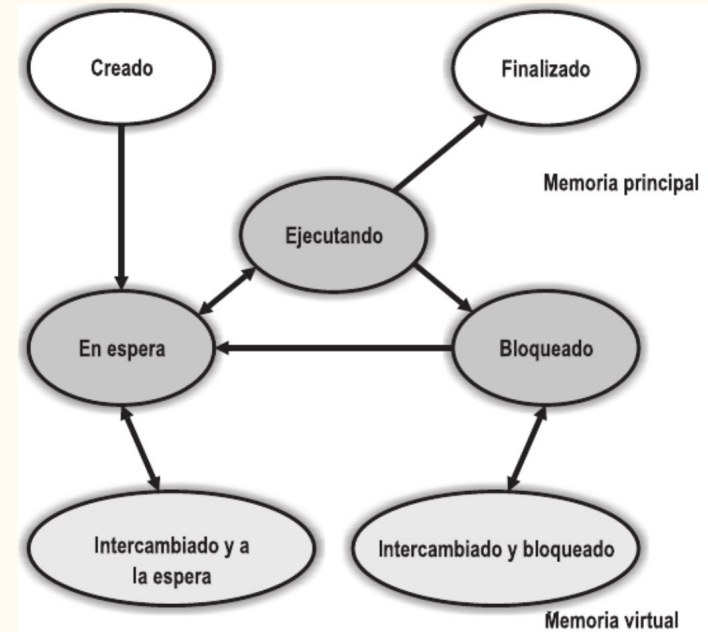 Creado
Finalizado
Memoria principal
Ejecutando
En espera
Bloqueado
Intercambiado y a
la espera
Intercambiado y bloqueado
Memoria virtual